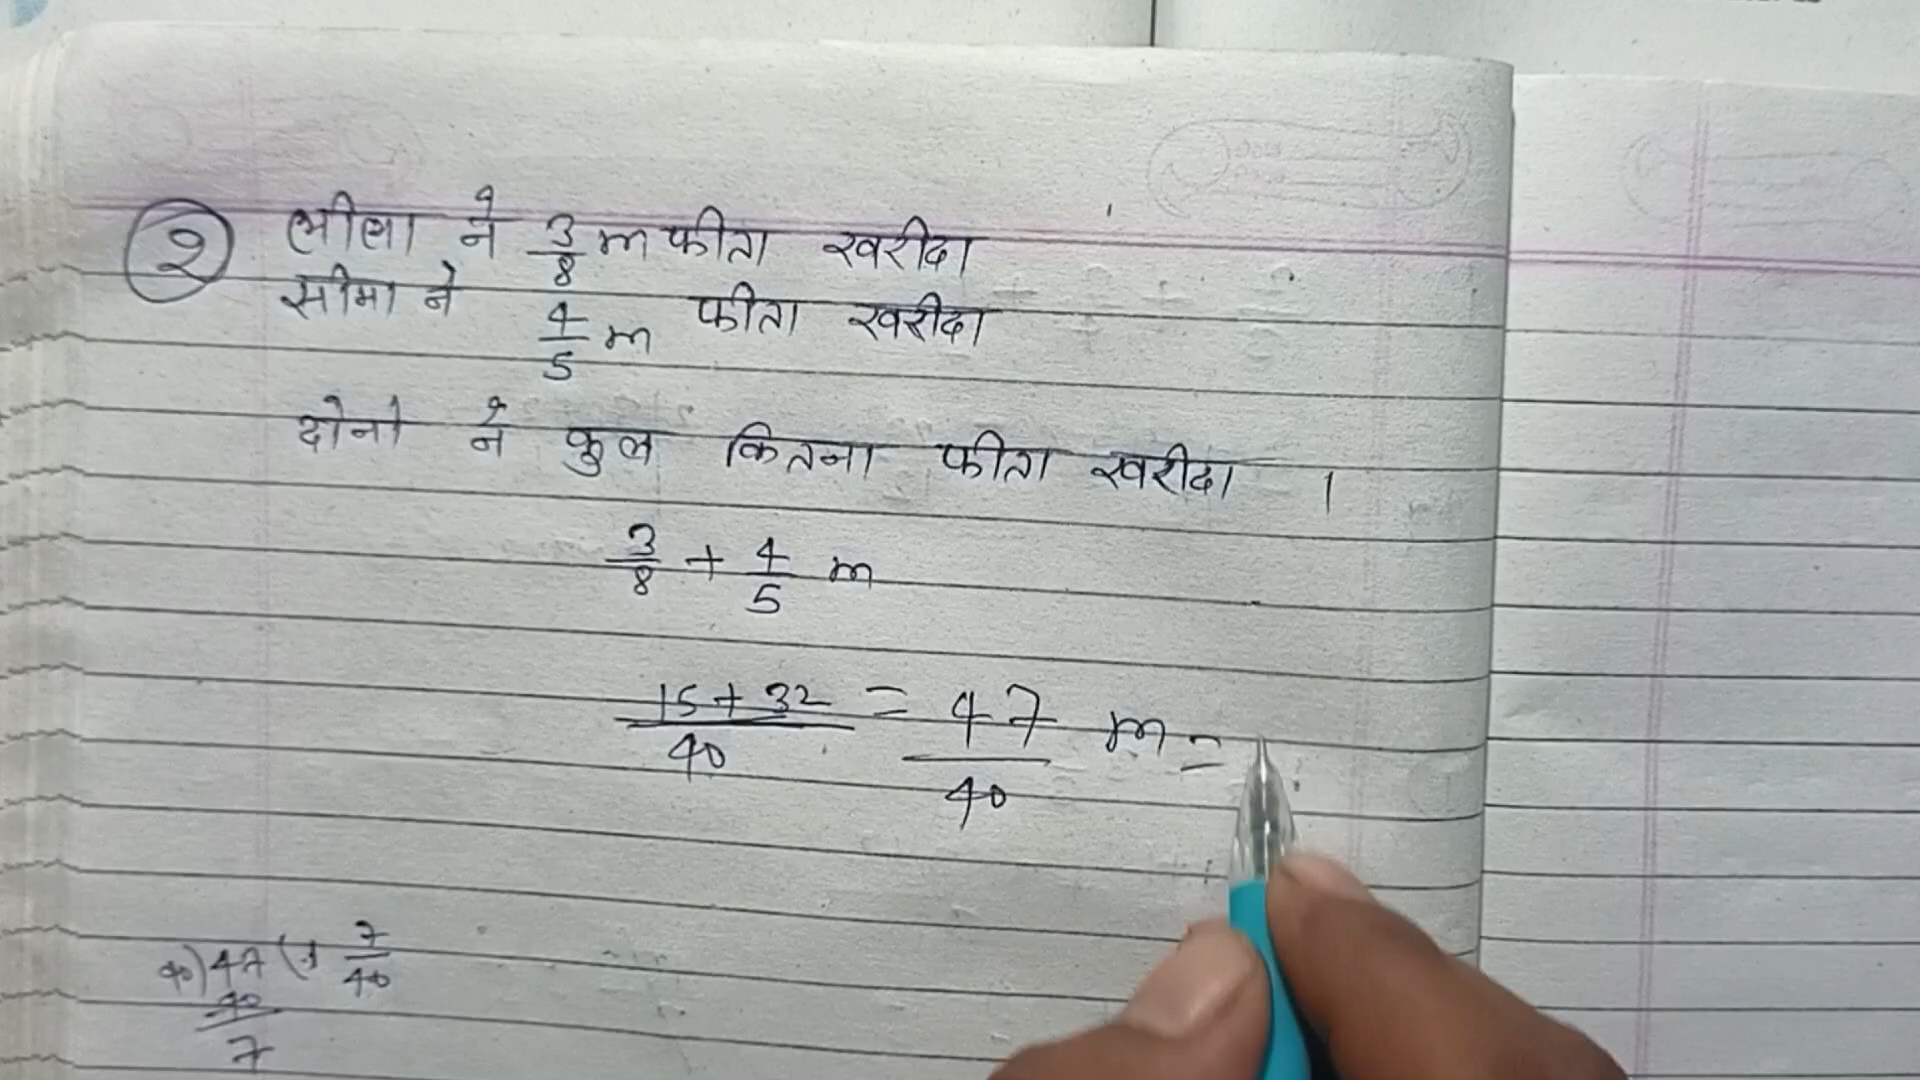 २ लीला ने 3/8 m फीता खरीदा
सीमा ने 4/5 m फीता खरीदा
दोनो ने कुल कितना फीता खरीदा ।
3/8 + 4/5 m
15+32/40 = 47/40 m =
40)47(1 7/40
40
7